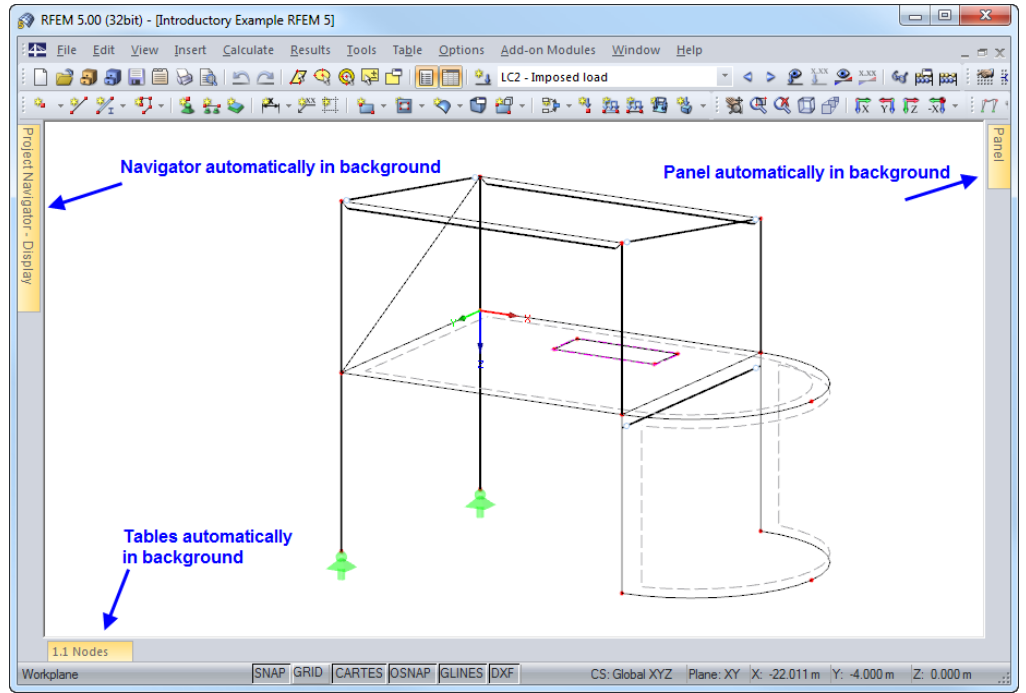 RFEM 5.00 (32bit) - [Introductory Example RFEM 5]
File Edit View Insert Calculate Results Tools Table Options Add-on Modules Window Help
LC2 - Imposed load
X.XX X.XX
XX X Y Z -X
Project Navigator - Display
Panel
Navigator automatically in background
Panel automatically in background
Y X
Z
Tables automatically
in background
1.1 Nodes
Workplane SNAP GRID CARTES OSNAP GLINES DXF CS: Global XYZ Plane: XY X: -22.011 m Y: -4.000 m Z: 0.000 m